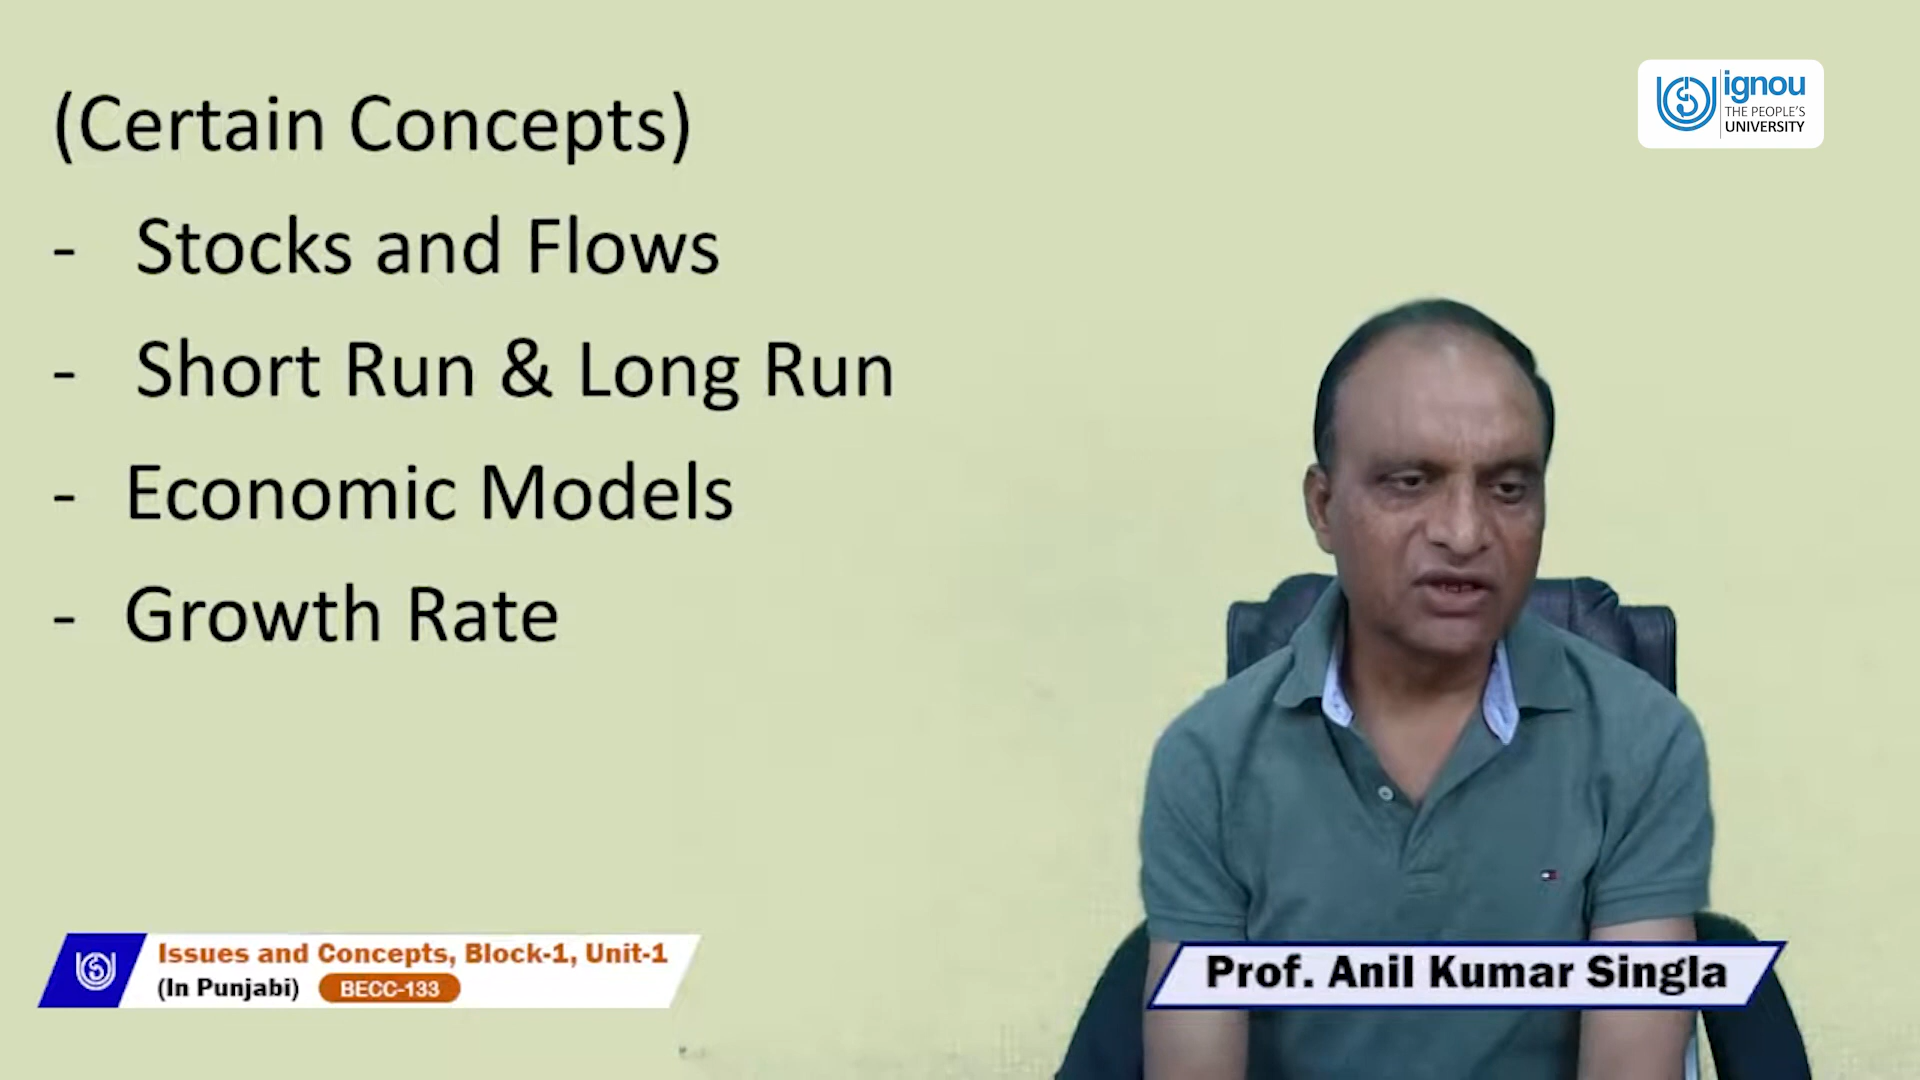 (Certain Concepts)
- Stocks and Flows
- Short Run & Long Run
- Economic Models
- Growth Rate
ignou
THE PEOPLE'S
UNIVERSITY
Issues and Concepts, Block-1, Unit-1
(In Punjabi) BECC-133
Prof. Anil Kumar Singla